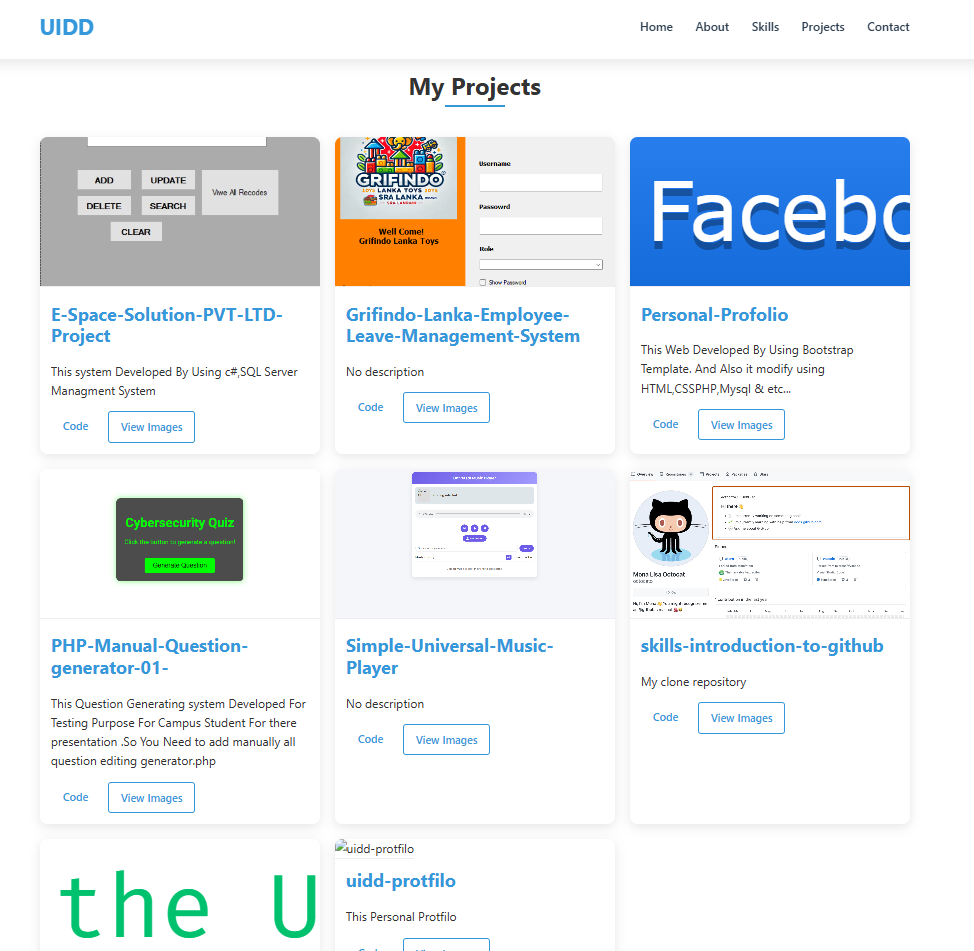 UIDD
Home About Skills Projects Contact
My Projects
ADD UPDATE
Viwe All Recodes
DELETE SEARCH
CLEAR
GRIFINDO
LANKA TOYS
SRA LANKA
Well Come!
Grifindo Lanka Toys
Username
Passowrd
Role
Show Password
Facebo
E-Space-Solution-PVT-LTD-
Project
This system Developed By Using c#,SQL Server
Managment System
Code View Images
Grifindo-Lanka-Employee-
Leave-Management-System
No description
Code View Images
Personal-Profolio
This Web Developed By Using Bootstrap
Template. And Also it modify using
HTML,CSSPHP,Mysql & etc...
Code View Images
Cybersecurity Quiz
Click the button to generate a question!
Generate Question
Overview
Projects
Mona Lisa Octocat
PHP-Manual-Question-
generator-01-
This Question Generating system Developed For
Testing Purpose For Campus Student For there
presentation .So You Need to add manually all
question editing generator.php
Code View Images
Simple-Universal-Music-
Player
No description
Code View Images
skills-introduction-to-github
My clone repository
Code View Images
the U
uidd-protfilo
uidd-protfilo
This Personal Protfilo